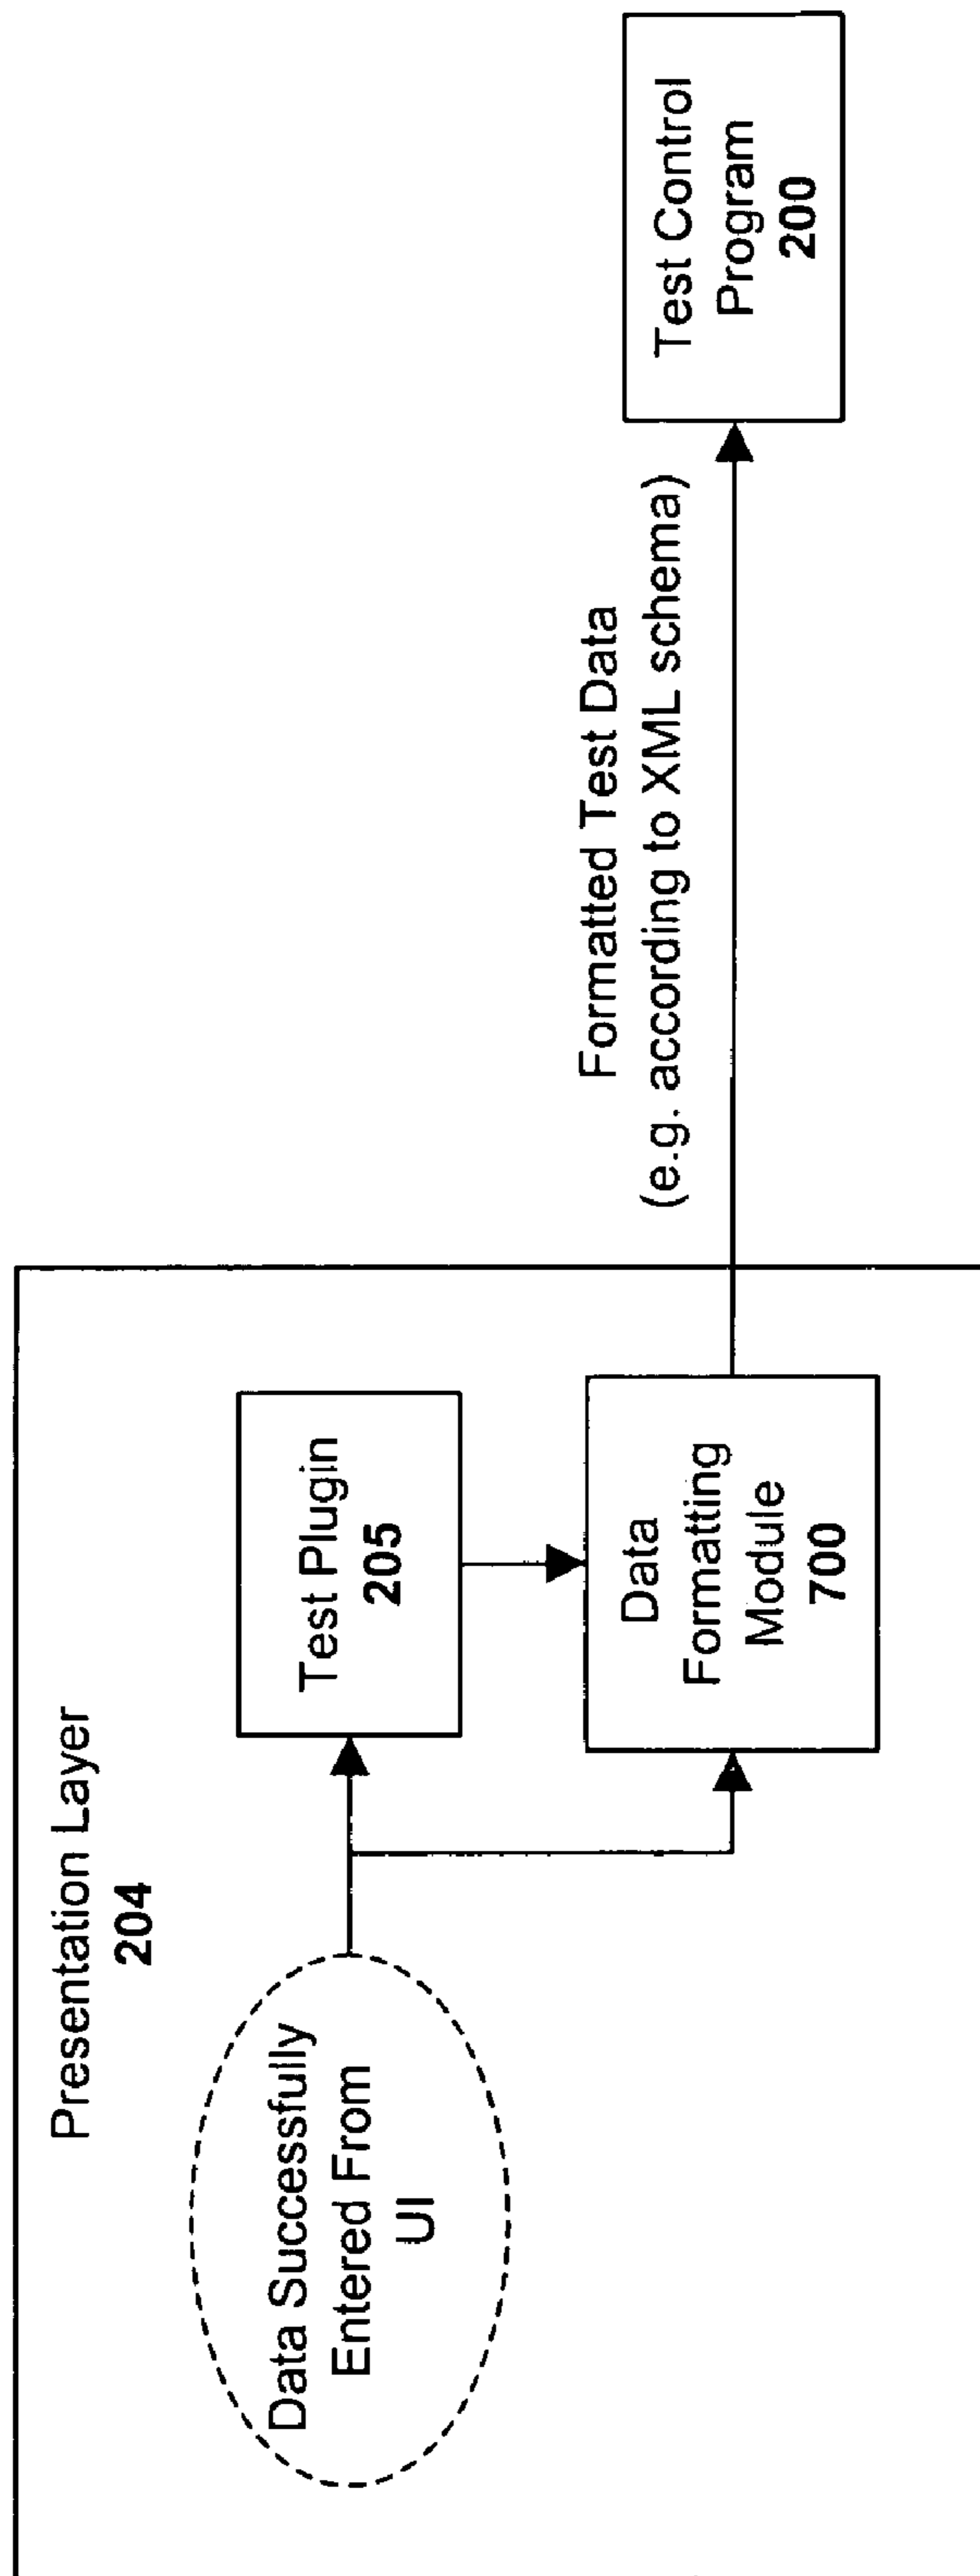 Presentation Layer
204
Data Successfully
Entered From
UI
Test Plugin
205
Data
Formatting
Module
700
Formatted Test Data
(e.g. according to XML schema)
Test Control
Program
200